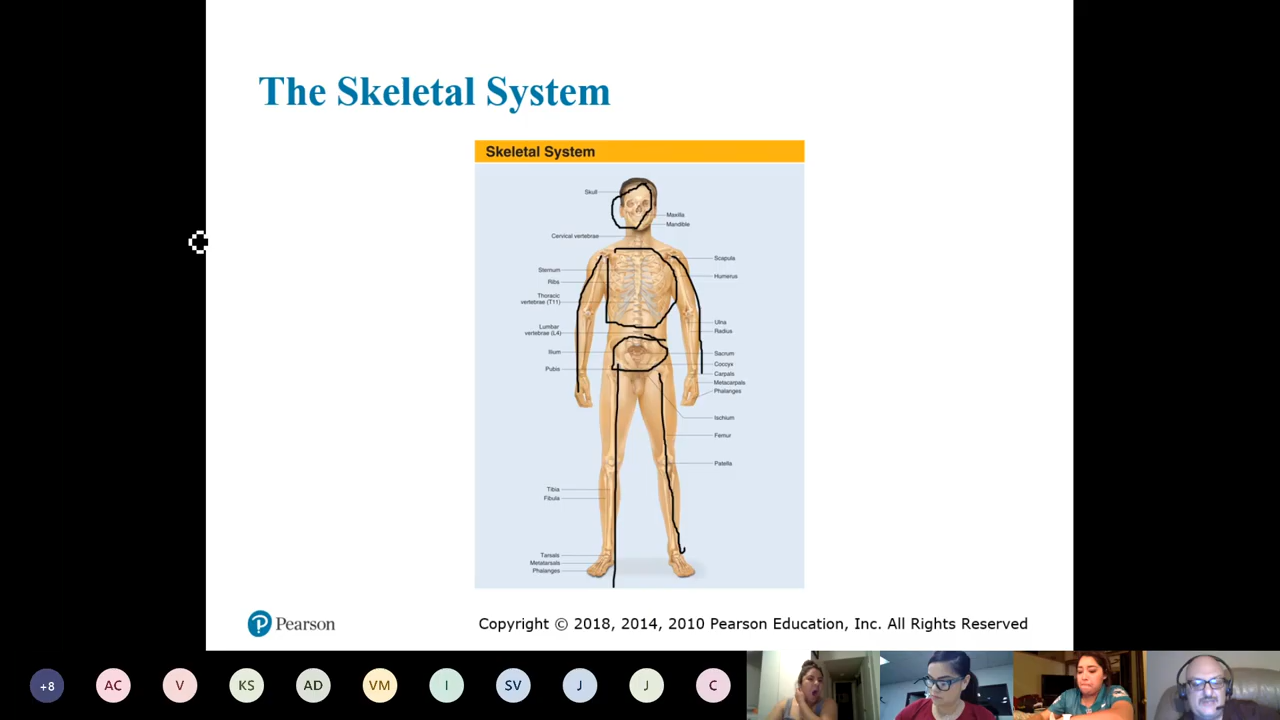 The Skeletal System
Skeletal System
Skull
Maxilla
Mandible
Cervical vertebrae
Scapula
Sternum
Humerus
Ribs
Thoracic
vertebrae (T11)
Ulna
Lumbar
vertebrae (L4)
Radius
Ilium
Sacrum
Coccyx
Pubis
Carpals
Metacarpals
Phalanges
Ischium
Femur
Patella
Tibia
Fibula
Tarsals
Metatarsals
Phalanges
Pearson
Copyright © 2018, 2014, 2010 Pearson Education, Inc. All Rights Reserved
+8 AC V KS AD VM I SV J J C